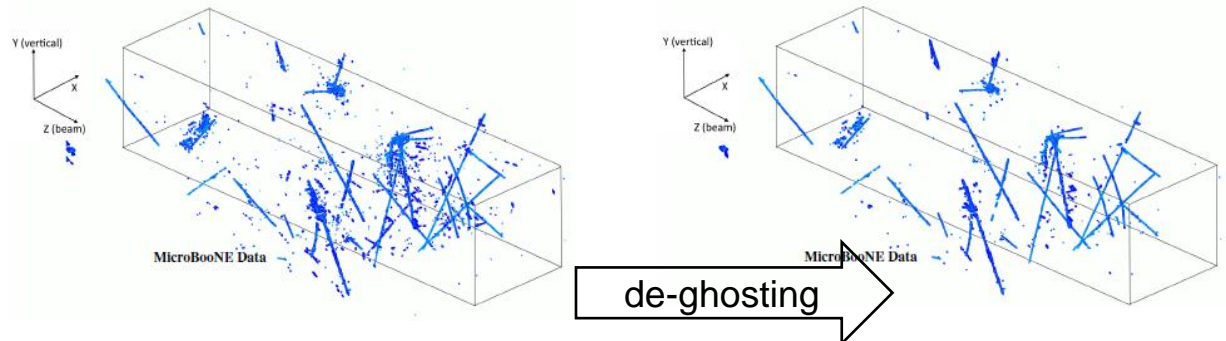 Y (vertical)
X
Z (beam)
MicroBooNE Data
Y (vertical)
X
Z (beam)
MicroBooNE Data
de-ghosting